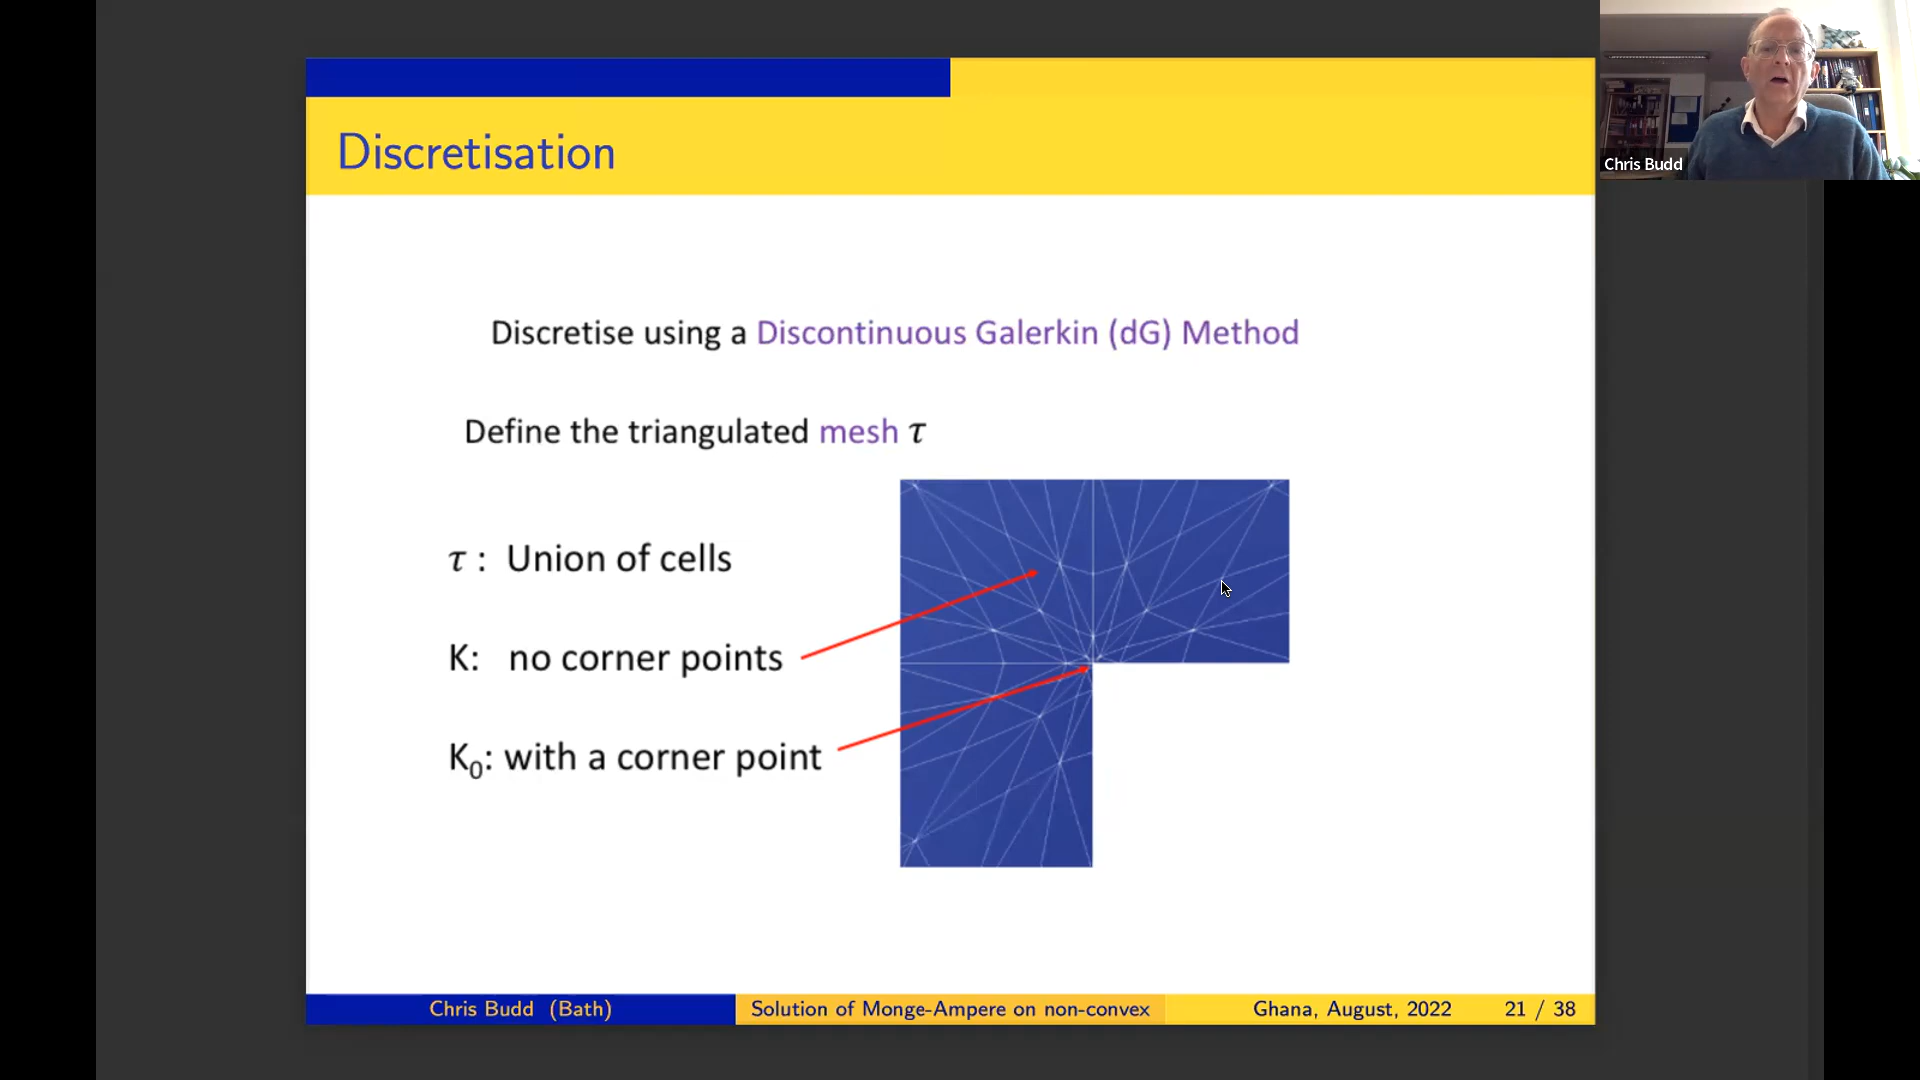 Chris Budd
Discretisation
Discretise using a Discontinuous Galerkin (dG) Method
Define the triangulated mesh τ
τ : Union of cells
K: no corner points
K₀: with a corner point
Chris Budd (Bath)
Solution of Monge-Ampere on non-convex
Ghana, August, 2022
21 / 38